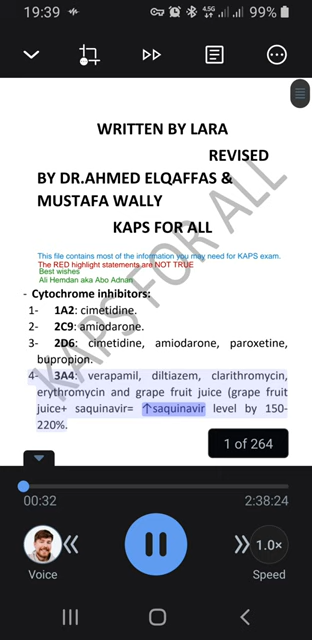 19:39 4.5G 99%
WRITTEN BY LARA
REVISED
BY DR.AHMED ELQAFFAS &
MUSTAFA WALLY
KAPS FOR ALL
KAPS FOR ALL
This file contains most of the information you may need for KAPS exam.
The RED highlight statements are NOT TRUE
Best wishes
Ali Hemdan aka Abo Adnan
- Cytochrome inhibitors:
1- 1A2: cimetidine.
2- 2C9: amiodarone.
3- 2D6: cimetidine, amiodarone, paroxetine,
bupropion.
4- 3A4: verapamil, diltiazem, clarithromycin,
erythromycin and grape fruit juice (grape fruit
juice+ saquinavir= ↑saquinavir level by 150-
220%.
1 of 264
00:32 2:38:24
1.0×
Voice Speed